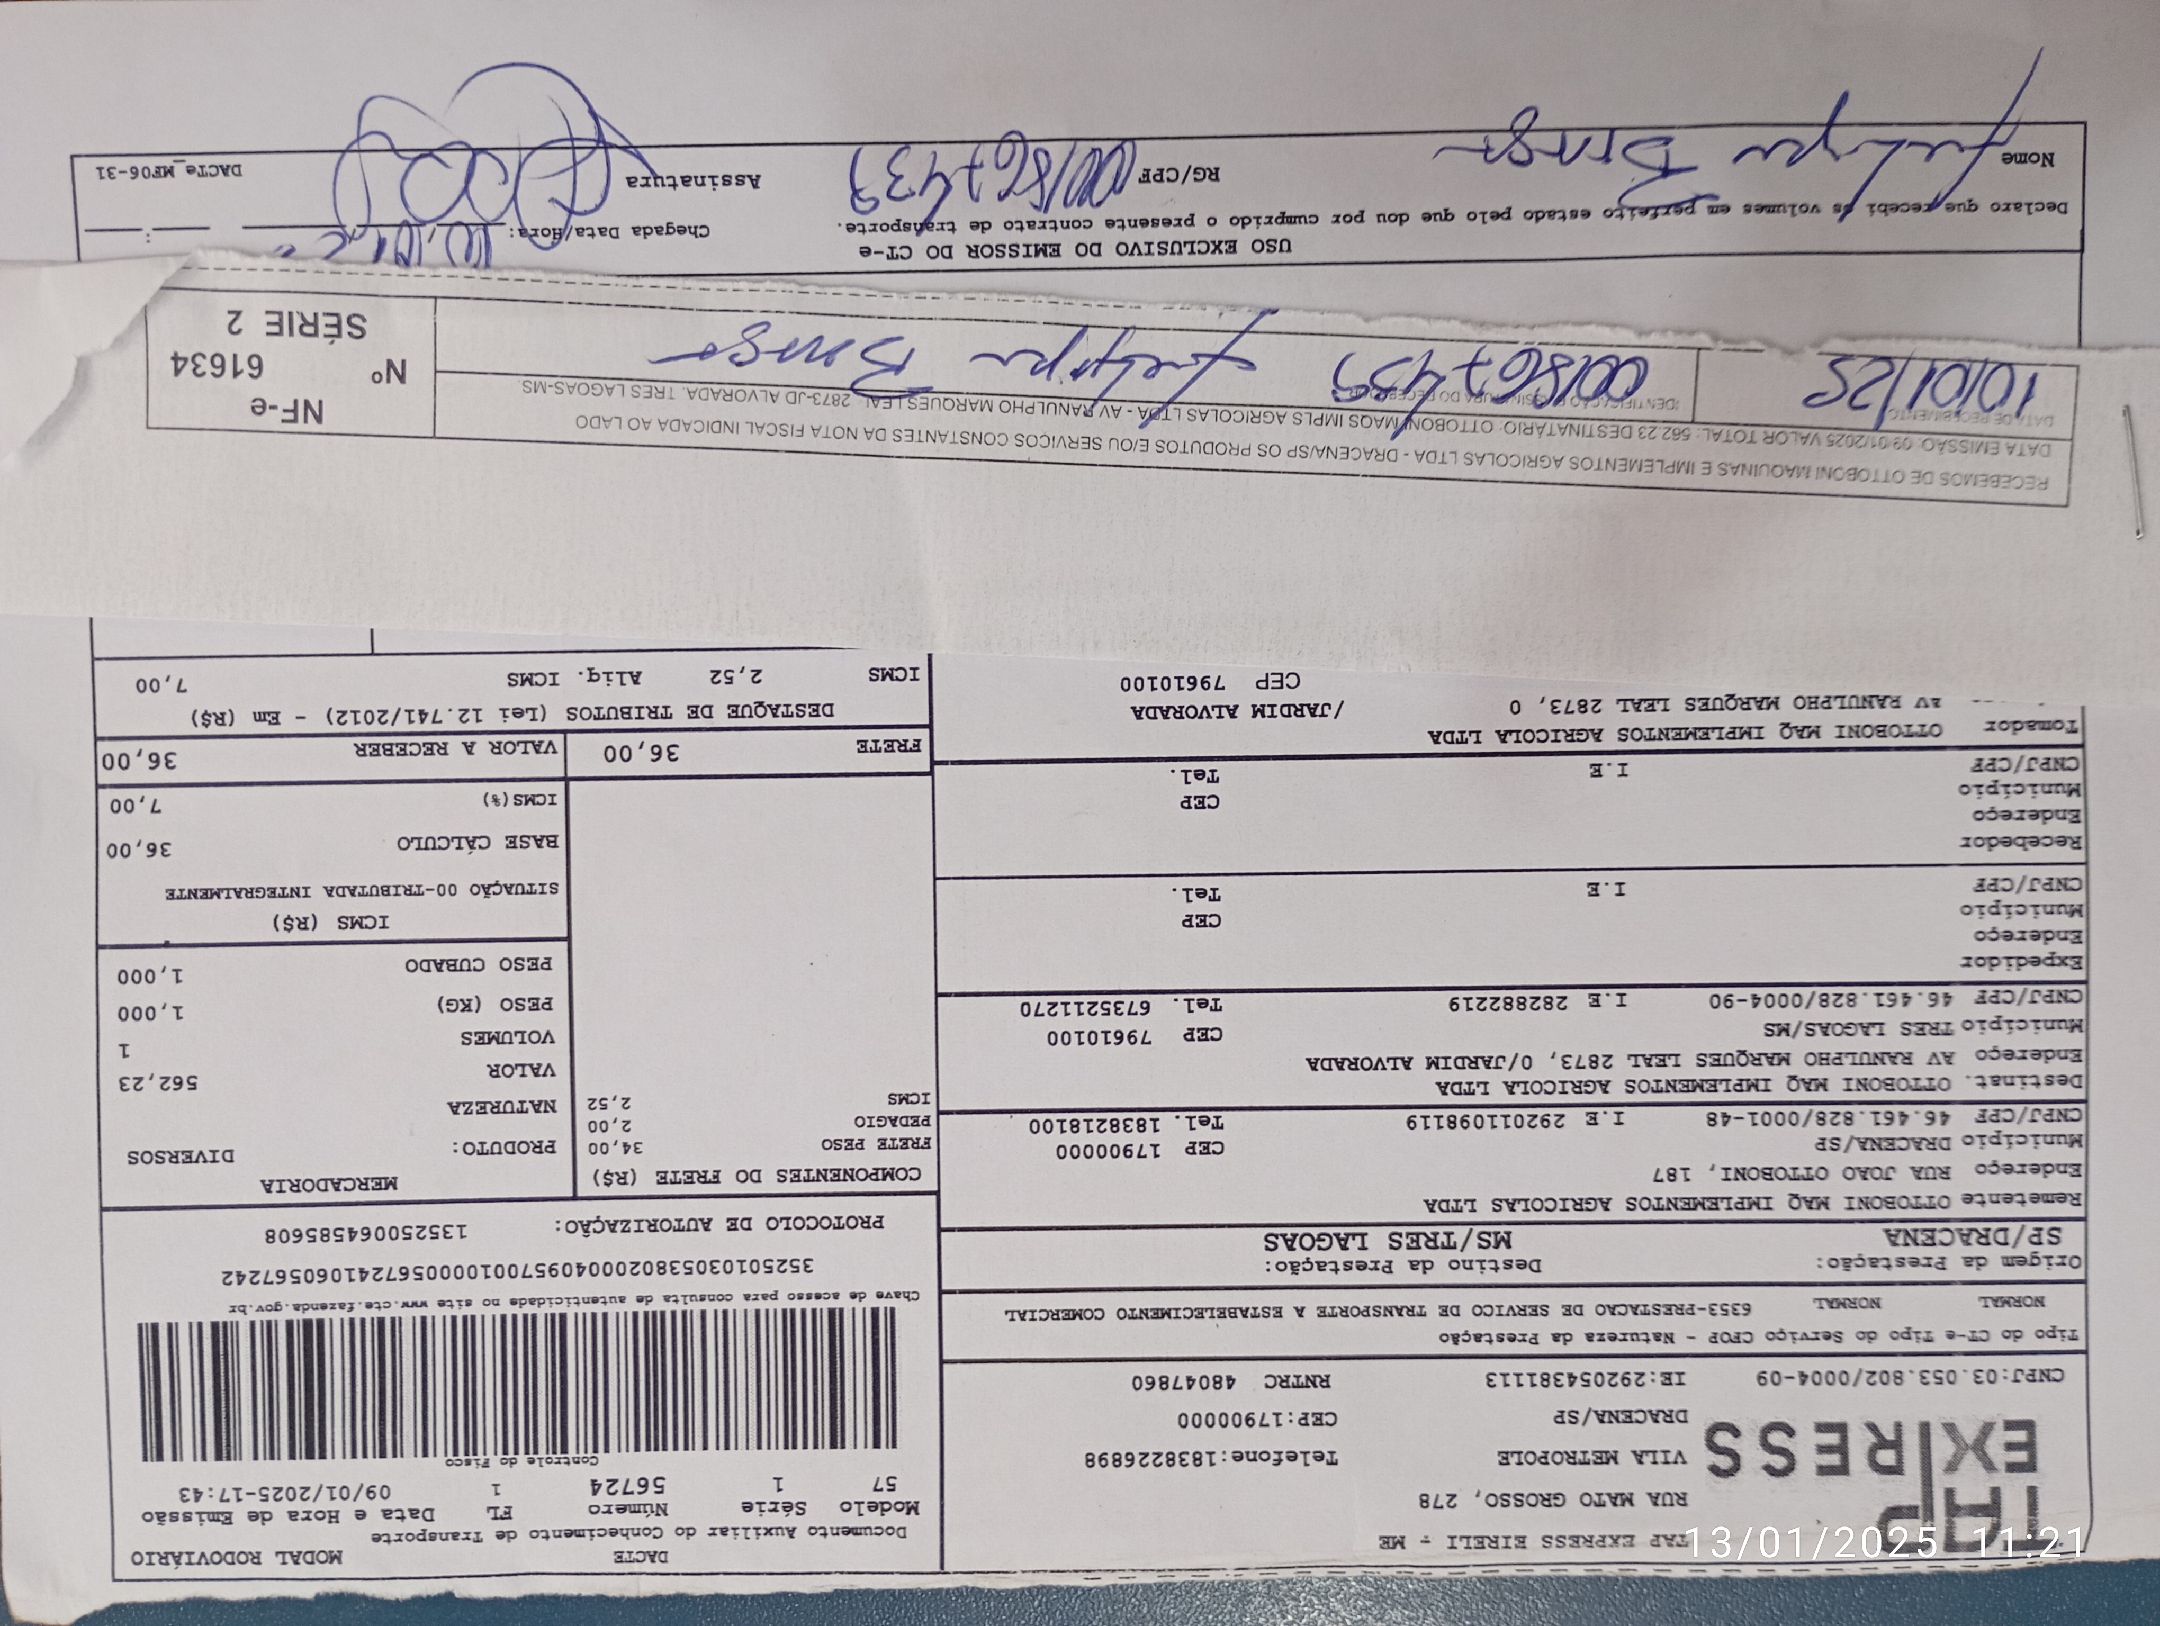 DACTE MODAL RODOVIÁRIO
Documento Auxiliar do Conhecimento de Transporte
Modelo Série Número FL Data e Hora de Emissão
57 1 56724 1 09/01/2025-17:43
Controle do Fisco
Chave de acesso para consulta de autenticidade no site www.cte.fazenda.gov.br
35250103053802000409570010000567241060567242
PROTOCOLO DE AUTORIZAÇÃO: 135250064585608
TAP EXPRESS
TAP EXPRESS EIRELI - ME
RUA MATO GROSSO, 278
VILA METROPOLE Telefone:1838226898
DRACENA/SP CEP:17900000
CNPJ:03.053.802/0004-09 IE:292054381113 RNTRC 48047860
Tipo do CT-e Tipo do Serviço CFOP - Natureza da Prestação
NORMAL NORMAL 6353-PRESTACAO DE SERVICO DE TRANSPORTE A ESTABELECIMENTO COMERCIAL
Origem da Prestação: Destino da Prestação:
SP/DRACENA MS/TRES LAGOAS
Remetente OTTOBONI MAQ IMPLEMENTOS AGRICOLAS LTDA
Endereço RUA JOAO OTTOBONI, 187
Município DRACENA/SP CEP 17900000
CNPJ/CPF 46.461.828/0001-48 I.E 292011098119 Tel. 1838218100
Destinat. OTTOBONI MAQ IMPLEMENTOS AGRICOLA LTDA
Endereço AV RANULPHO MARQUES LEAL 2873, 0/JARDIM ALVORADA
Município TRES LAGOAS/MS CEP 79610100
CNPJ/CPF 46.461.828/0004-90 I.E 282882219 Tel. 6735211270
Expedidor
Endereço
Município CEP
CNPJ/CPF I.E Tel.
Recebedor
Endereço
Município CEP
CNPJ/CPF I.E Tel.
Tomador OTTOBONI MAQ IMPLEMENTOS AGRICOLA LTDA
AV RANULPHO MARQUES LEAL 2873, 0 /JARDIM ALVORADA
CEP 79610100
COMPONENTES DO FRETE (R$)
FRETE PESO 34,00
PEDAGIO 2,00
ICMS 2,52
MERCADORIA
PRODUTO: DIVERSOS
NATUREZA
VALOR 562,23
VOLUMES 1
PESO (KG) 1,000
PESO CUBADO 1,000
ICMS (R$)
SITUAÇÃO 00-TRIBUTADA INTEGRALMENTE
BASE CÁLCULO 36,00
ICMS(%) 7,00
FRETE 36,00 VALOR A RECEBER 36,00
DESTAQUE DE TRIBUTOS (Lei 12.741/2012) - Em (R$)
ICMS 2,52 Aliq. ICMS 7,00
RECEBEMOS DE OTTOBONI MAQUINAS E IMPLEMENTOS AGRICOLAS LTDA - DRACENA/SP OS PRODUTOS E/OU SERVIÇOS CONSTANTES DA NOTA FISCAL INDICADA AO LADO
DATA EMISSÃO: 09/01/2025 VALOR TOTAL: 562,23 DESTINATÁRIO: OTTOBONI MAQS IMPLS AGRICOLAS LTDA - AV RANULPHO MARQUES LEAL, 2873-JD ALVORADA, TRES LAGOAS-MS
DATA DE RECEBIMENTO
10/01/25 001867439
NF-e
Nº 61634
SÉRIE 2
USO EXCLUSIVO DO EMISSOR DO CT-e
Declaro que recebi os volumes em perfeito estado pelo que dou por cumprido o presente contrato de transporte.
Chegada Data/Hora:
Nome RG/CPF 001867439 Assinatura
DACTe_MF06-31
13/01/2025 11:21